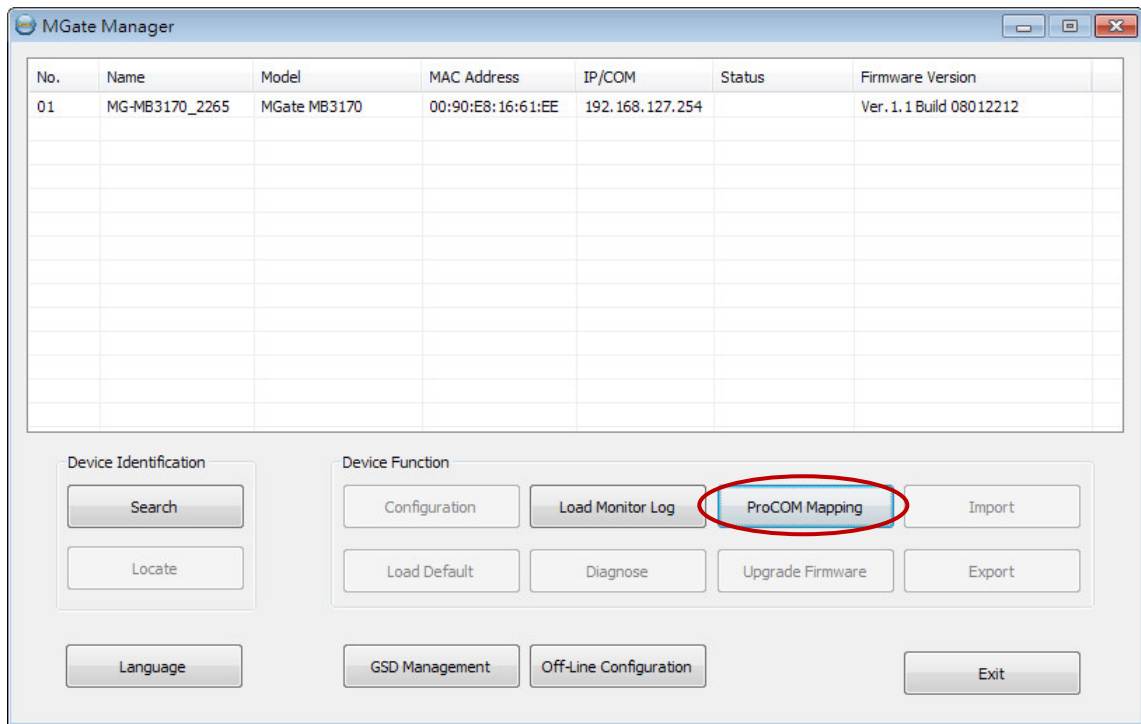 MGate Manager
No. Name Model MAC Address IP/COM Status Firmware Version
01 MG-MB3170_2265 MGate MB3170 00:90:E8:16:61:EE 192.168.127.254 Ver.1.1 Build 08012212
Device Identification Device Function
Search Configuration Load Monitor Log ProCOM Mapping Import
Locate Load Default Diagnose Upgrade Firmware Export
Language GSD Management Off-Line Configuration Exit